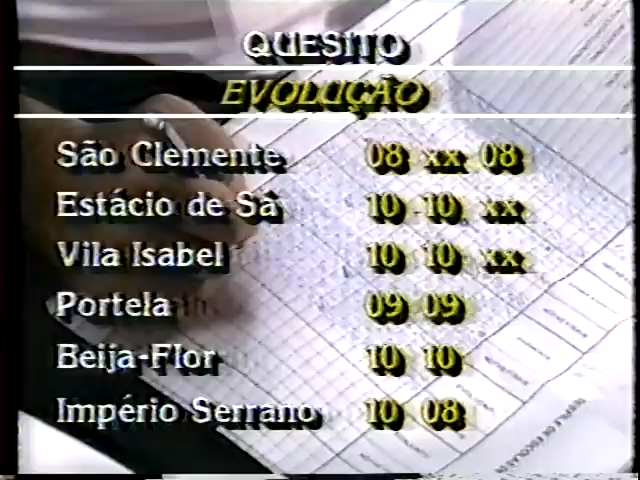 QUESITO
EVOLUÇÃO
São Clemente 08 xx 08
Estácio de Sá 10 10 xx
Vila Isabel 10 10 xx
Portela 09 09
Beija-Flor 10 10
Império Serrano 10 08